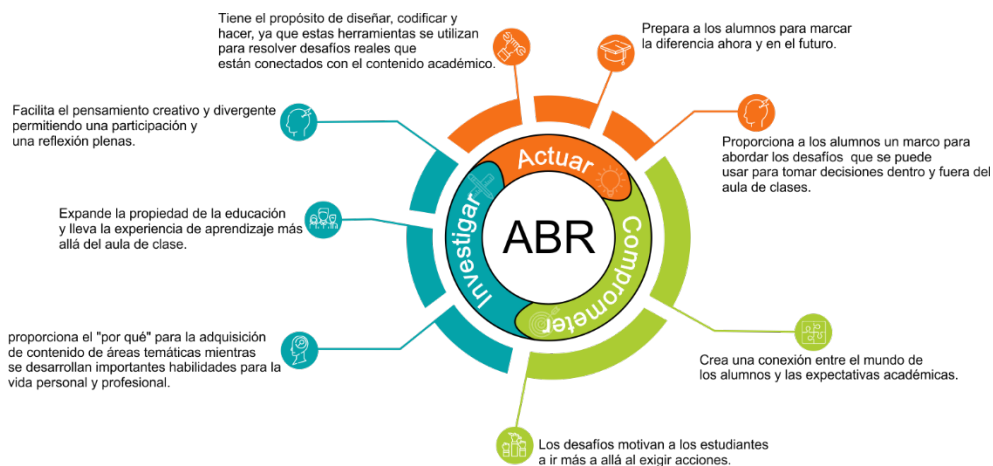 Tiene el propósito de diseñar, codificar y
hacer, ya que estas herramientas se utilizan
para resolver desafíos reales que
están conectados con el contenido académico.
Prepara a los alumnos para marcar
la diferencia ahora y en el futuro.
Facilita el pensamiento creativo y divergente
permitiendo una participación y
una reflexión plenas.
Proporciona a los alumnos un marco para
abordar los desafíos que se puede
usar para tomar decisiones dentro y fuera del
aula de clases.
Expande la propiedad de la educación
y lleva la experiencia de aprendizaje más
allá del aula de clase.
Actuar
Investigar
ABR
Comprometer
proporciona el "por qué" para la adquisición
de contenido de áreas temáticas mientras
se desarrollan importantes habilidades para la
vida personal y profesional.
Crea una conexión entre el mundo de
los alumnos y las expectativas académicas.
Los desafíos motivan a los estudiantes
a ir más a allá al exigir acciones.